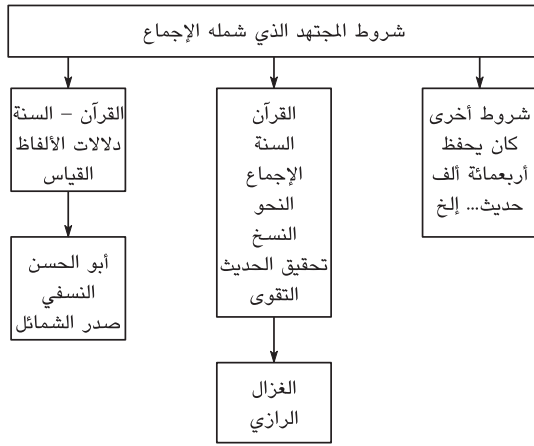 شروط المجتهد الذي شمله الإجماع
شروط أخرى
كان يحفظ
أربعمائة ألف
حديث... إلخ
القرآن
السنة
الإجماع
النحو
النسخ
تحقيق الحديث
التقوى
الغزال
الرازي
القرآن – السنة
دلالات الألفاظ
القياس
أبو الحسن
النسفي
صدر الشمائل